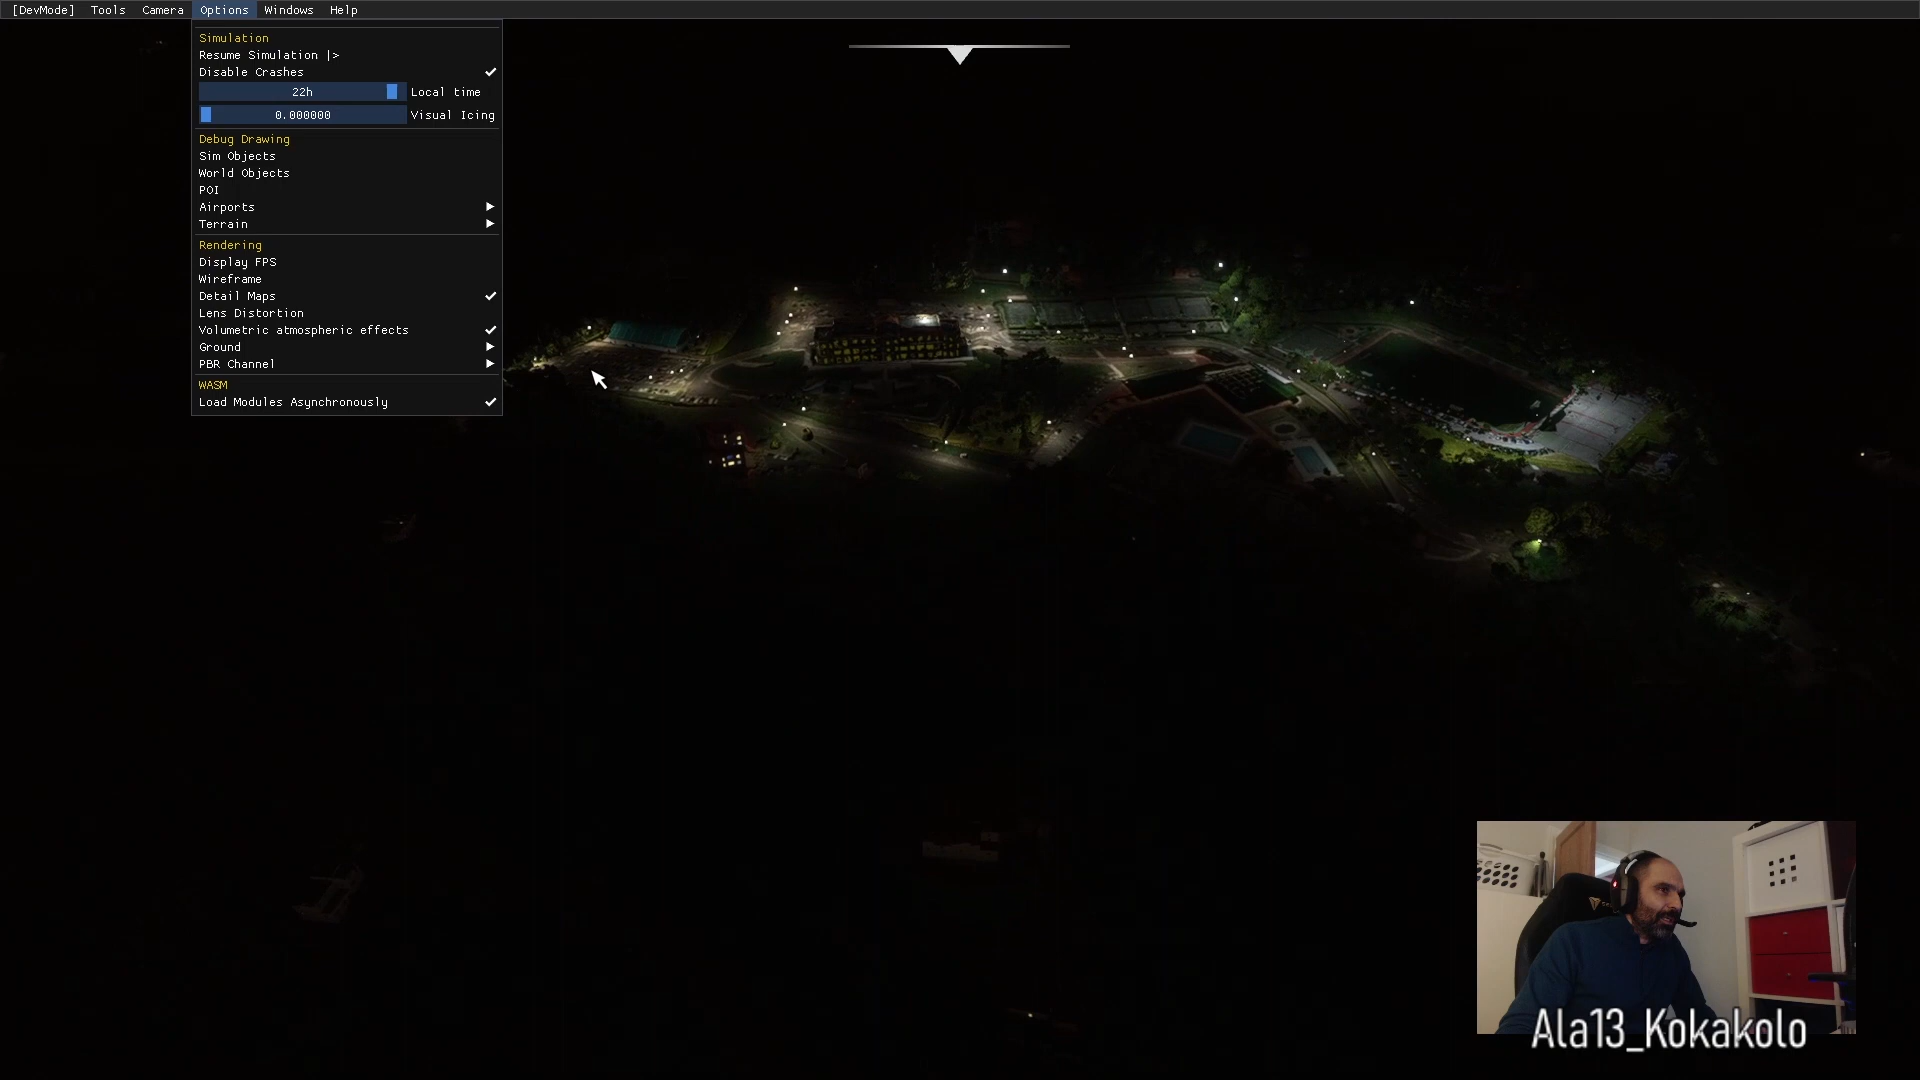 [DevMode] Tools Camera Options Windows Help
Simulation
Resume Simulation |>
Disable Crashes
22h Local time
0.000000 Visual Icing
Debug Drawing
Sim Objects
World Objects
POI
Airports
Terrain
Rendering
Display FPS
Wireframe
Detail Maps
Lens Distortion
Volumetric atmospheric effects
Ground
PBR Channel
WASM
Load Modules Asynchronously
Ala13_Kokakolo